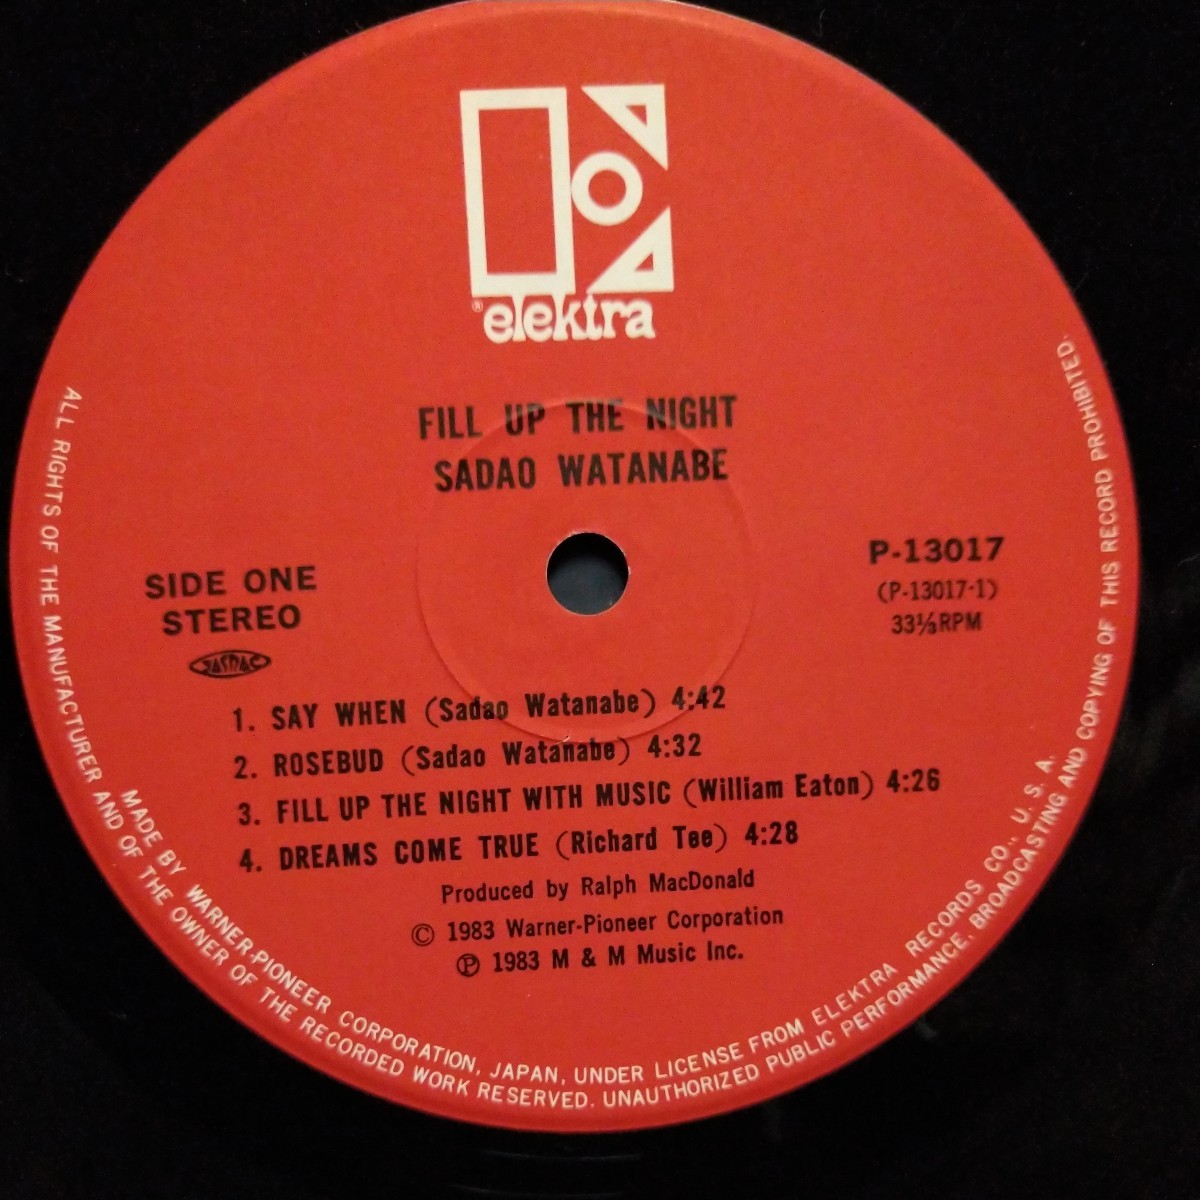 ® elektra
FILL UP THE NIGHT
SADAO WATANABE
SIDE ONE
STEREO
JASRAC
P-13017
(P-13017-1)
33⅓RPM
1. SAY WHEN (Sadao Watanabe) 4:42
2. ROSEBUD (Sadao Watanabe) 4:32
3. FILL UP THE NIGHT WITH MUSIC (William Eaton) 4:26
4. DREAMS COME TRUE (Richard Tee) 4:28
Produced by Ralph MacDonald
© 1983 Warner-Pioneer Corporation
℗ 1983 M & M Music Inc.
MADE BY WARNER-PIONEER CORPORATION, JAPAN, UNDER LICENSE FROM ELEKTRA RECORDS CO., U. S. A.
ALL RIGHTS OF THE MANUFACTURER AND OF THE OWNER OF THE RECORDED WORK RESERVED. UNAUTHORIZED PUBLIC PERFORMANCE, BROADCASTING AND COPYING OF THIS RECORD PROHIBITED.